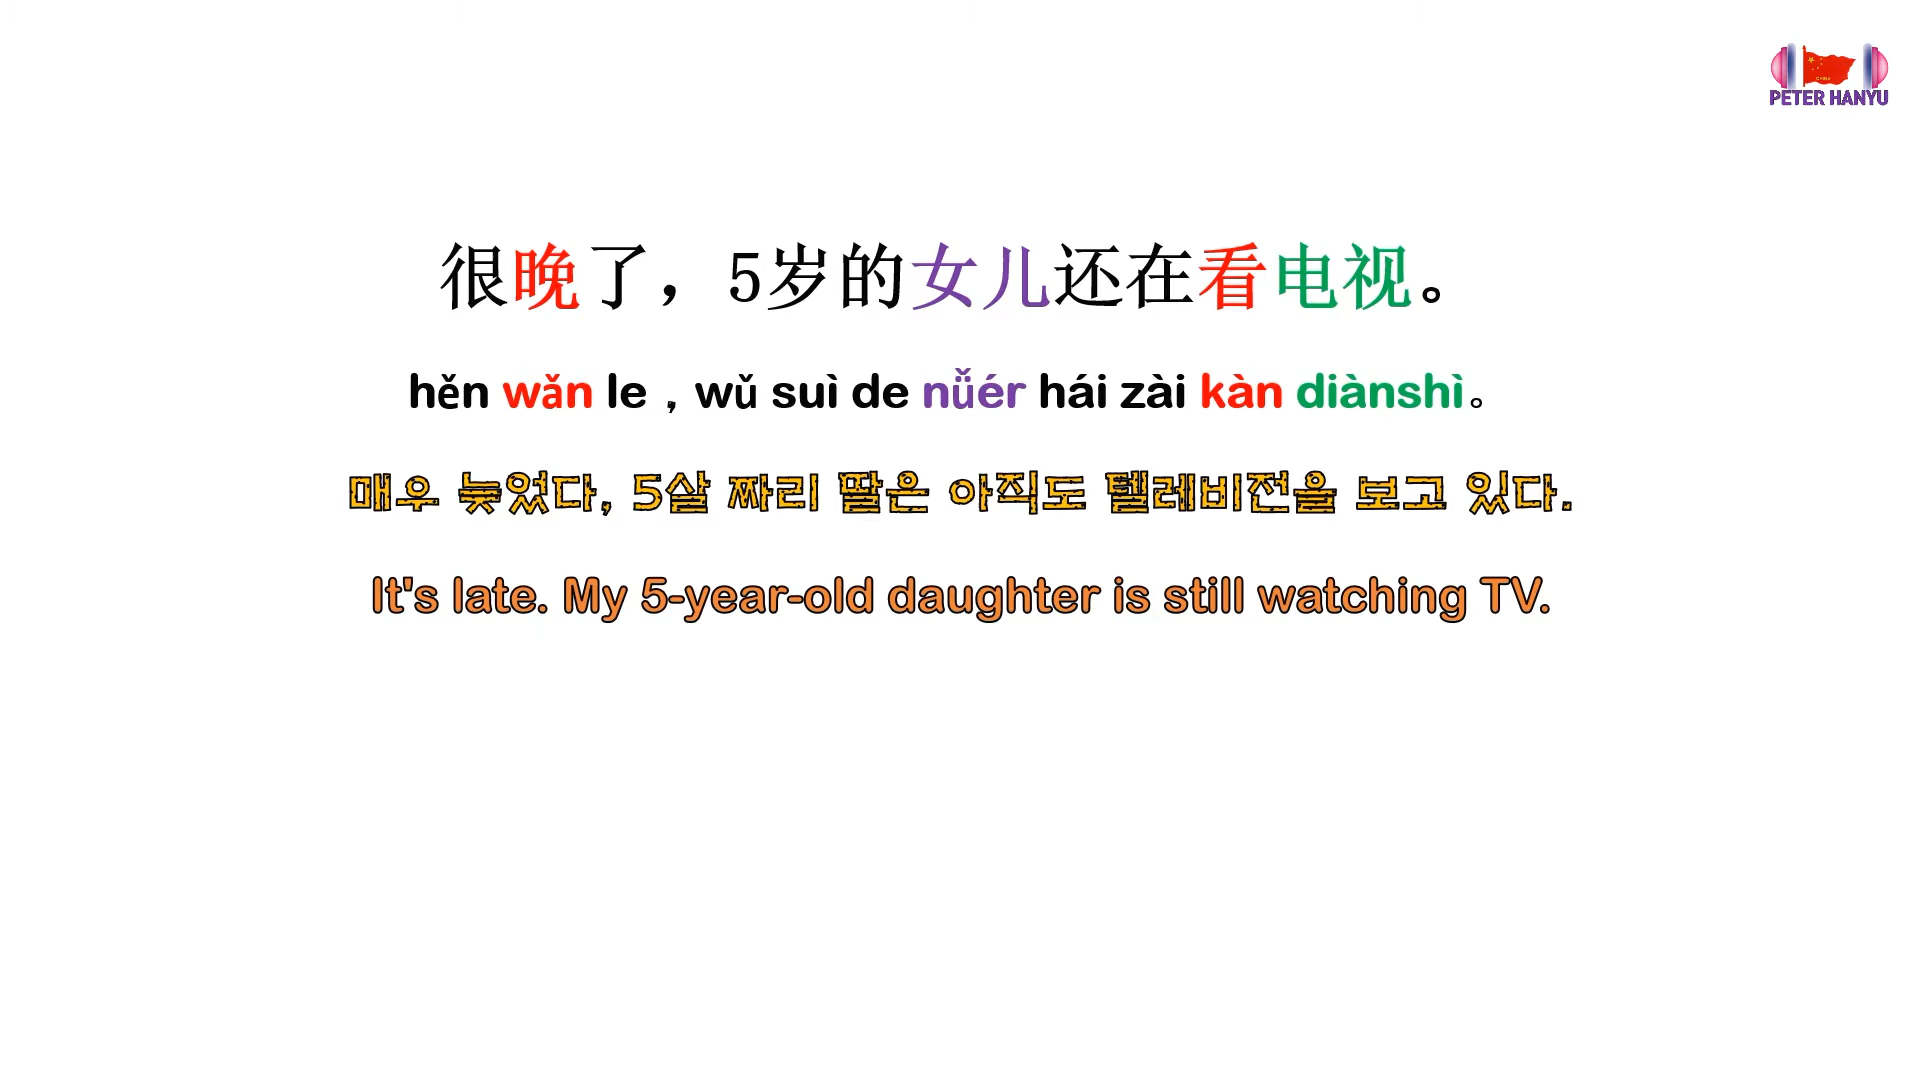 PETER HANYU
很晚了，5岁的女儿还在看电视。
hěn wǎn le，wǔ suì de nǚér hái zài kàn diànshì。
매우 늦었다, 5살 짜리 딸은 아직도 텔레비전을 보고 있다.
It's late. My 5-year-old daughter is still watching TV.